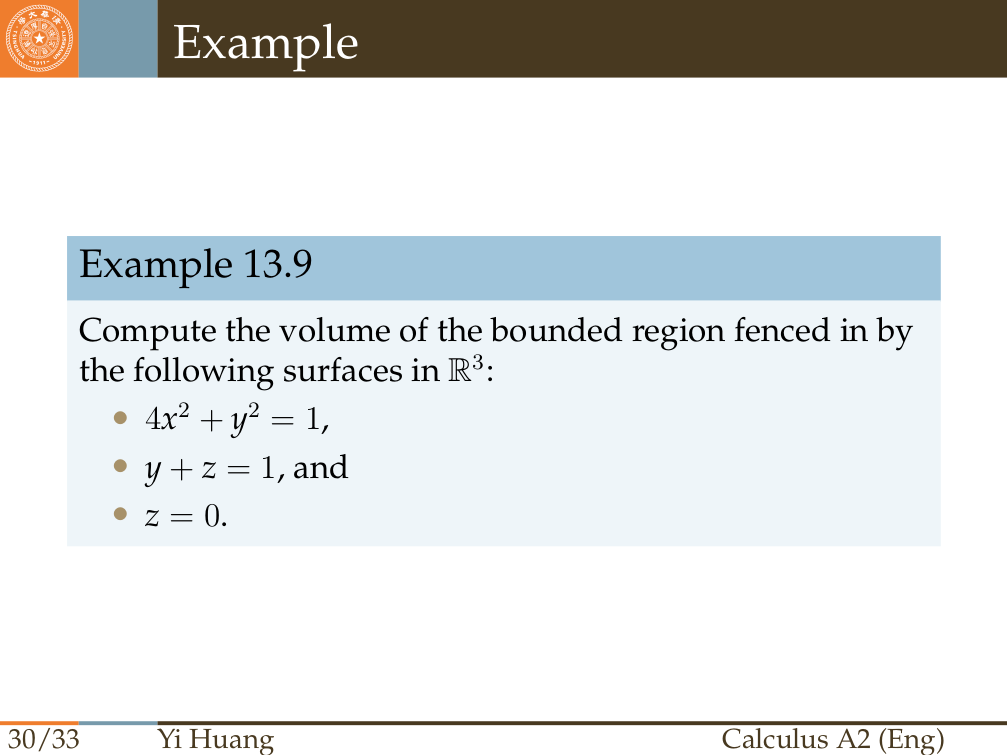 Example
Example 13.9
Compute the volume of the bounded region fenced in by
the following surfaces in ℝ³:
• 4x² + y² = 1,
• y + z = 1, and
• z = 0.
30/33 Yi Huang Calculus A2 (Eng)